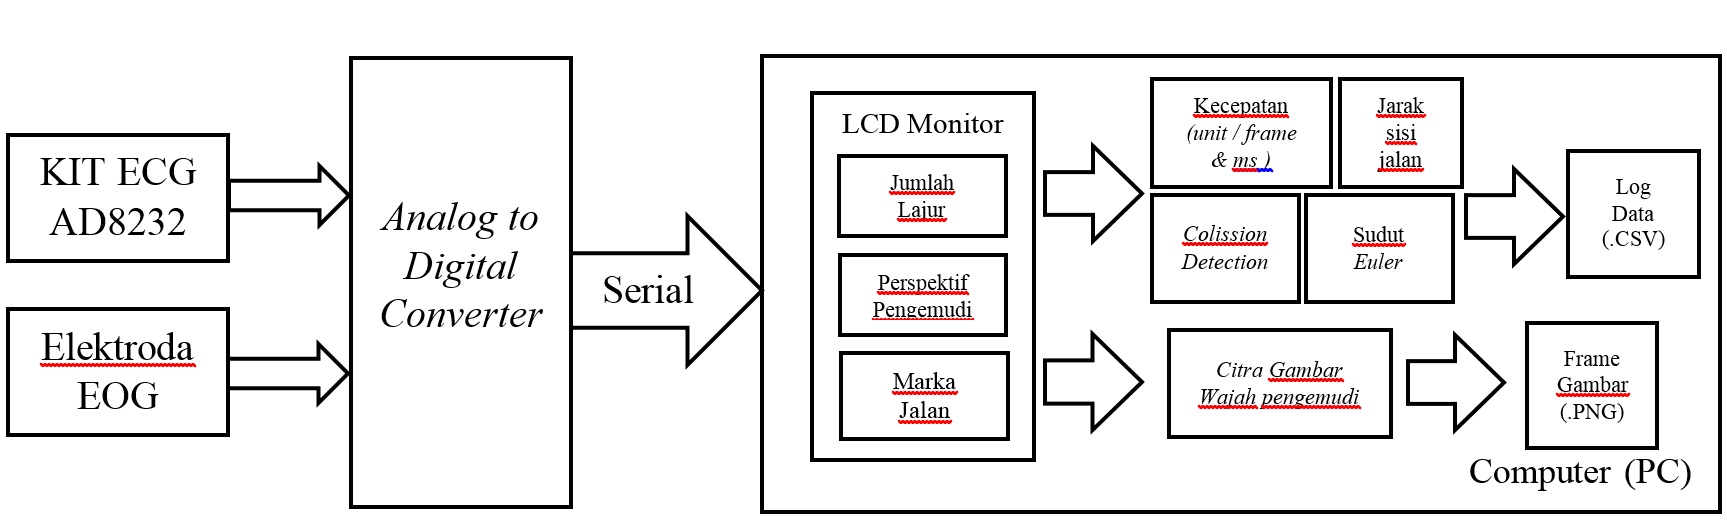 KIT ECG
AD8232
Elektroda
EOG
Analog to
Digital
Converter
Serial
LCD Monitor
Jumlah
Lajur
Perspektif
Pengemudi
Marka
Jalan
Kecepatan
(unit / frame
& ms )
Jarak
sisi
jalan
Colission
Detection
Sudut
Euler
Log
Data
(.CSV)
Citra Gambar
Wajah pengemudi
Frame
Gambar
(.PNG)
Computer (PC)